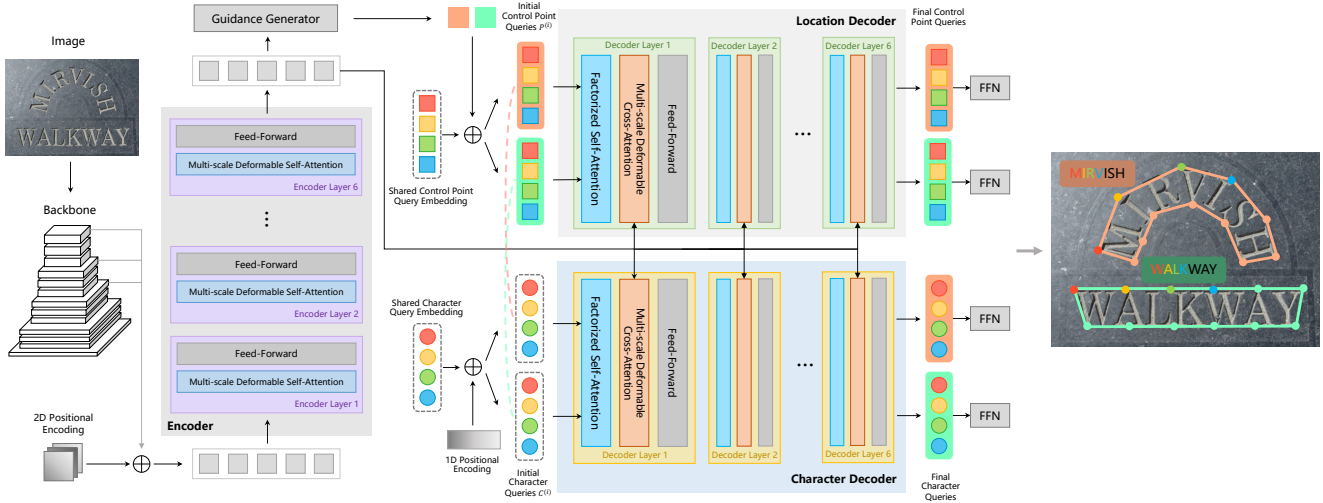 Image
MIRVISH
WALKWAY
Backbone
2D Positional
Encoding
Guidance Generator
Feed-Forward
Multi-scale Deformable Self-Attention
Encoder Layer 6
...
Feed-Forward
Multi-scale Deformable Self-Attention
Encoder Layer 2
Feed-Forward
Multi-scale Deformable Self-Attention
Encoder Layer 1
Encoder
Initial
Control Point
Queries P(i)
Shared Control Point
Query Embedding
Shared Character
Query Embedding
1D Positional
Encoding
Initial
Character
Queries C(i)
Location Decoder
Decoder Layer 1
Factorized Self-Attention
Multi-scale Deformable
Cross-Attention
Feed-Forward
Decoder Layer 2
...
Decoder Layer 6
Factorized Self-Attention
Multi-scale Deformable
Cross-Attention
Feed-Forward
Decoder Layer 1
Decoder Layer 2
...
Decoder Layer 6
Character Decoder
Final Control
Point Queries
FFN
FFN
FFN
FFN
Final
Character Queries
MIRVISH
MIRVISH
WALKWAY
WALKWAY